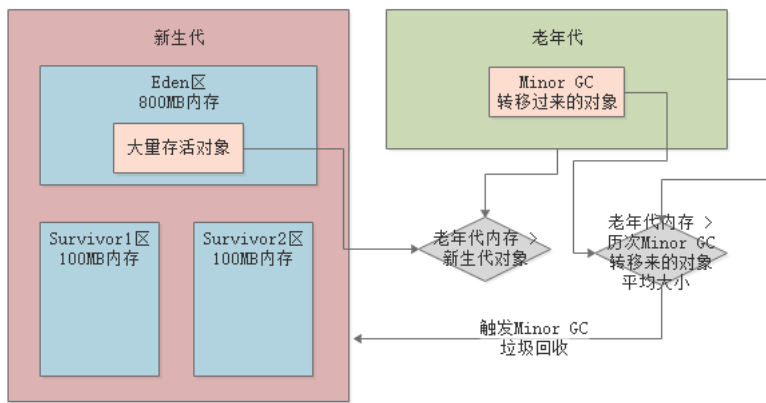 新生代
Eden区
800MB内存
大量存活对象
Survivor1区
100MB内存
Survivor2区
100MB内存
老年代
Minor GC
转移过来的对象
老年代内存 >
新生代对象
老年代内存 >
历次Minor GC
转移来的对象
平均大小
触发Minor GC
垃圾回收